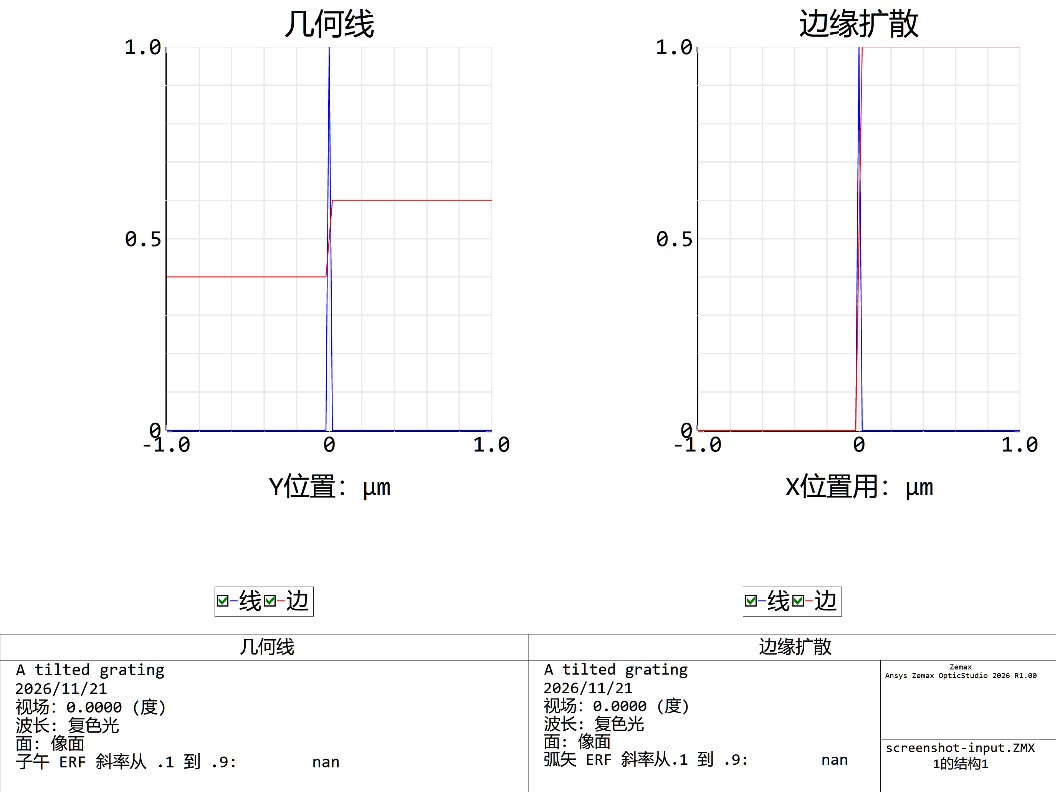 几何线
1.0
0.5
0
-1.0
0
1.0
Y位置: µm
线 边
边缘扩散
1.0
0.5
0
-1.0
0
1.0
X位置用: µm
线 边
几何线
A tilted grating
2026/11/21
视场: 0.0000 (度)
波长: 复色光
面: 像面
子午 ERF 斜率从 .1 到 .9: nan
边缘扩散
A tilted grating
2026/11/21
视场: 0.0000 (度)
波长: 复色光
面: 像面
弧矢 ERF 斜率从.1 到 .9: nan
Zemax
Ansys Zemax OpticStudio 2026 R1.00
screenshot-input.ZMX
1的结构1